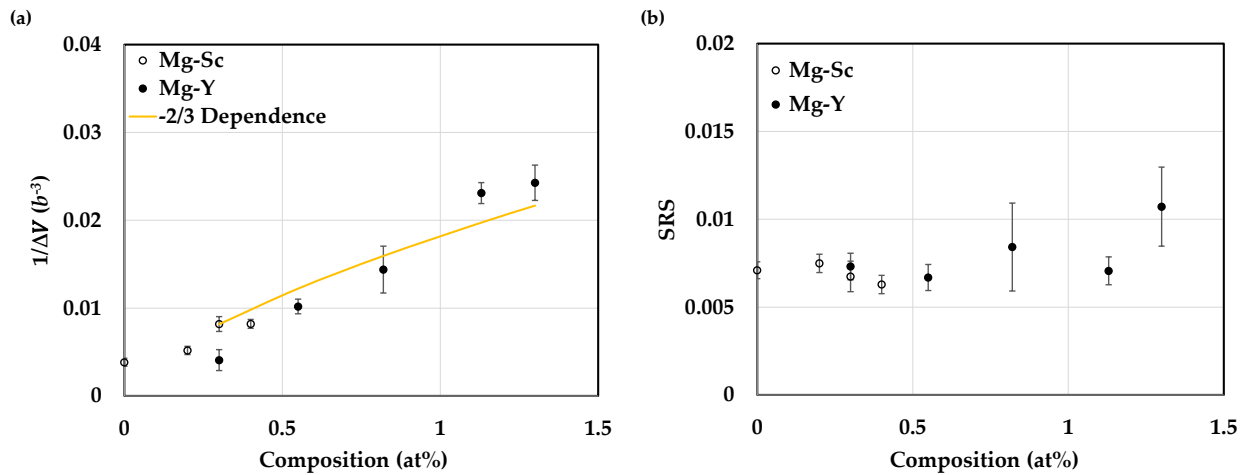 (a)
0.04
0.03
0.02
0.01
0
1/ΔV (b⁻³)
Mg-Sc
Mg-Y
-2/3 Dependence
0
0.5
1
1.5
Composition (at%)
(b)
0.02
0.015
0.01
0.005
0
SRS
Mg-Sc
Mg-Y
0
0.5
1
1.5
Composition (at%)